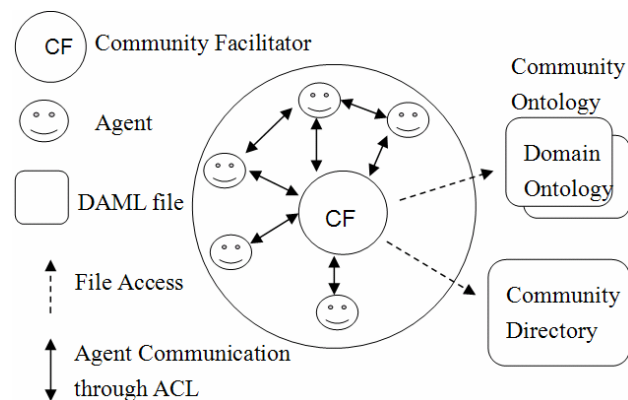 CF
Community Facilitator
Agent
DAML file
File Access
Agent Communication
through ACL
CF
Community
Ontology
Domain
Ontology
Community
Directory